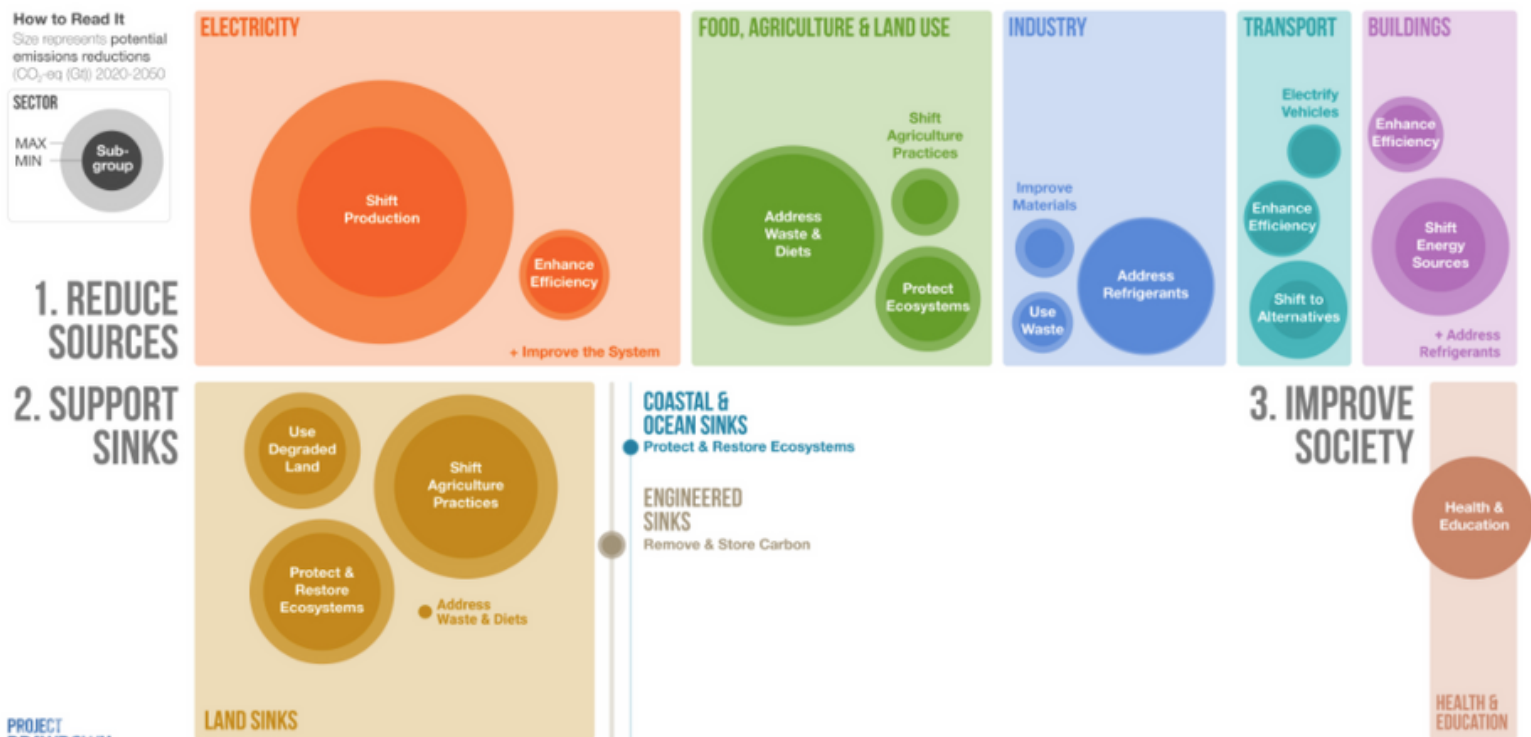 How to Read It
Size represents potential
emissions reductions
(CO₂-eq (Gt)) 2020-2050
SECTOR
MAX
MIN
Sub-
group
1. REDUCE
SOURCES
ELECTRICITY
Shift
Production
Enhance
Efficiency
+ Improve the System
FOOD, AGRICULTURE & LAND USE
Shift
Agriculture
Practices
Address
Waste &
Diets
Protect
Ecosystems
INDUSTRY
Improve
Materials
Address
Refrigerants
Use
Waste
TRANSPORT
Electrify
Vehicles
Enhance
Efficiency
Shift to
Alternatives
BUILDINGS
Enhance
Efficiency
Shift
Energy
Sources
+ Address
Refrigerants
2. SUPPORT
SINKS
Use
Degraded
Land
Shift
Agriculture
Practices
Protect &
Restore
Ecosystems
Address
Waste & Diets
LAND SINKS
COASTAL &
OCEAN SINKS
Protect & Restore Ecosystems
ENGINEERED
SINKS
Remove & Store Carbon
3. IMPROVE
SOCIETY
Health &
Education
HEALTH &
EDUCATION
PROJECT